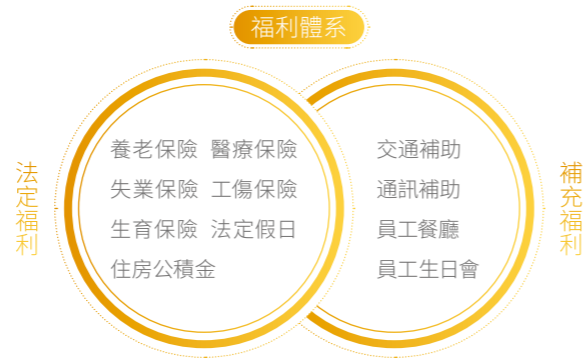 福利體系
法定福利
養老保險 醫療保險
失業保險 工傷保險
生育保險 法定假日
住房公積金
交通補助
通訊補助
員工餐廳
員工生日會
補充福利